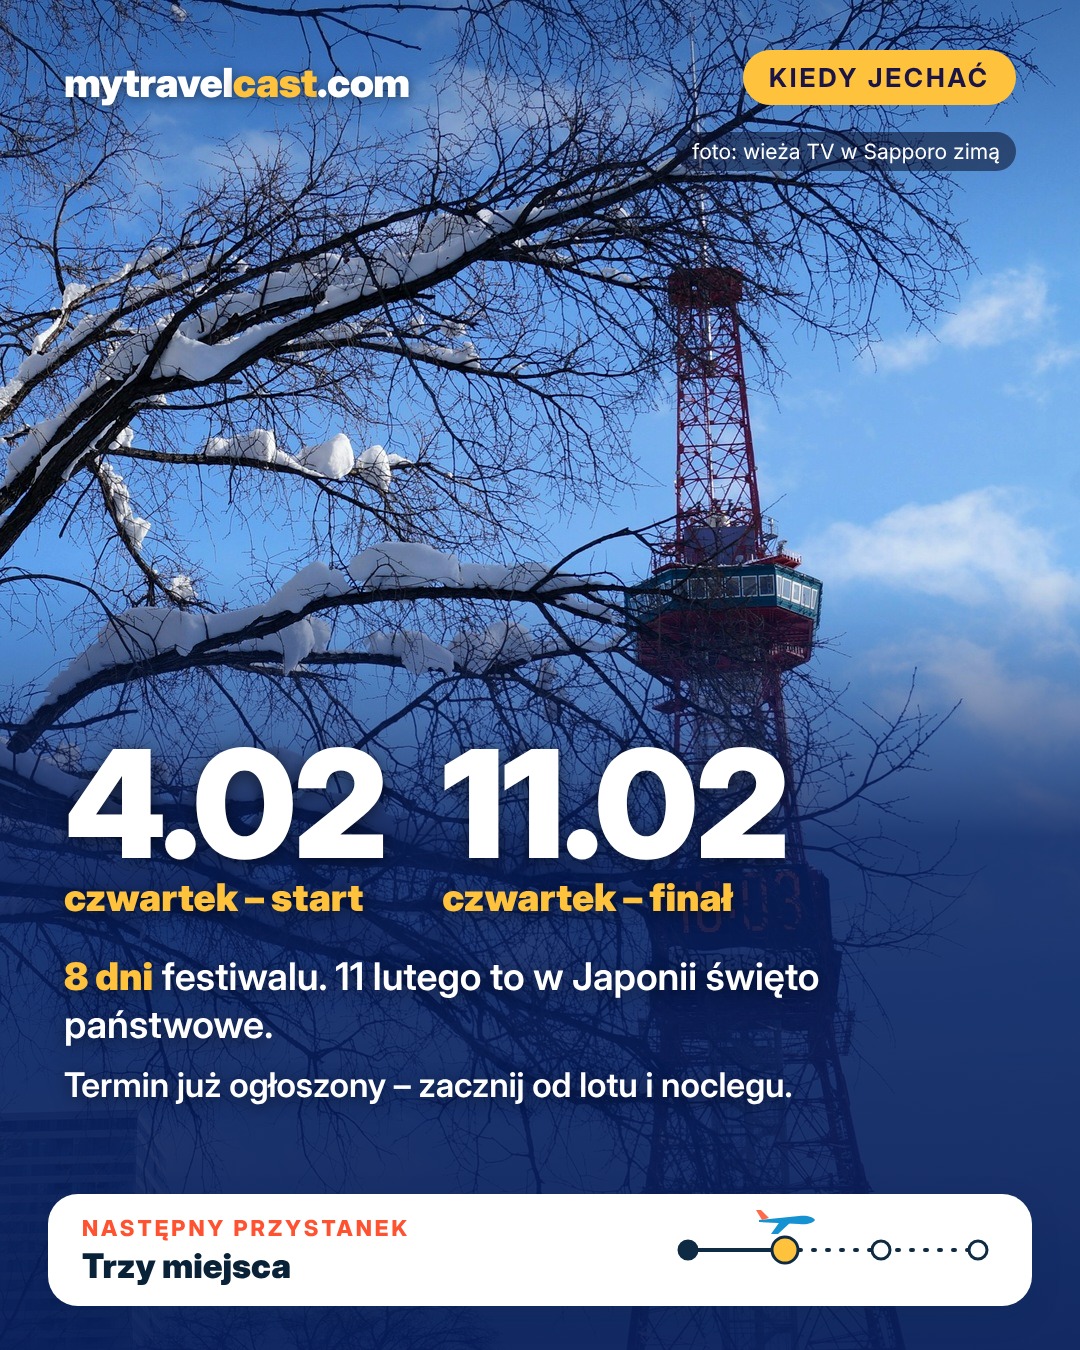 mytravelcast.com
KIEDY JECHAĆ
foto: wieża TV w Sapporo zimą
4.02 11.02
czwartek – start czwartek – finał
8 dni festiwalu. 11 lutego to w Japonii święto
państwowe.
Termin już ogłoszony – zacznij od lotu i noclegu.
NASTĘPNY PRZYSTANEK
Trzy miejsca